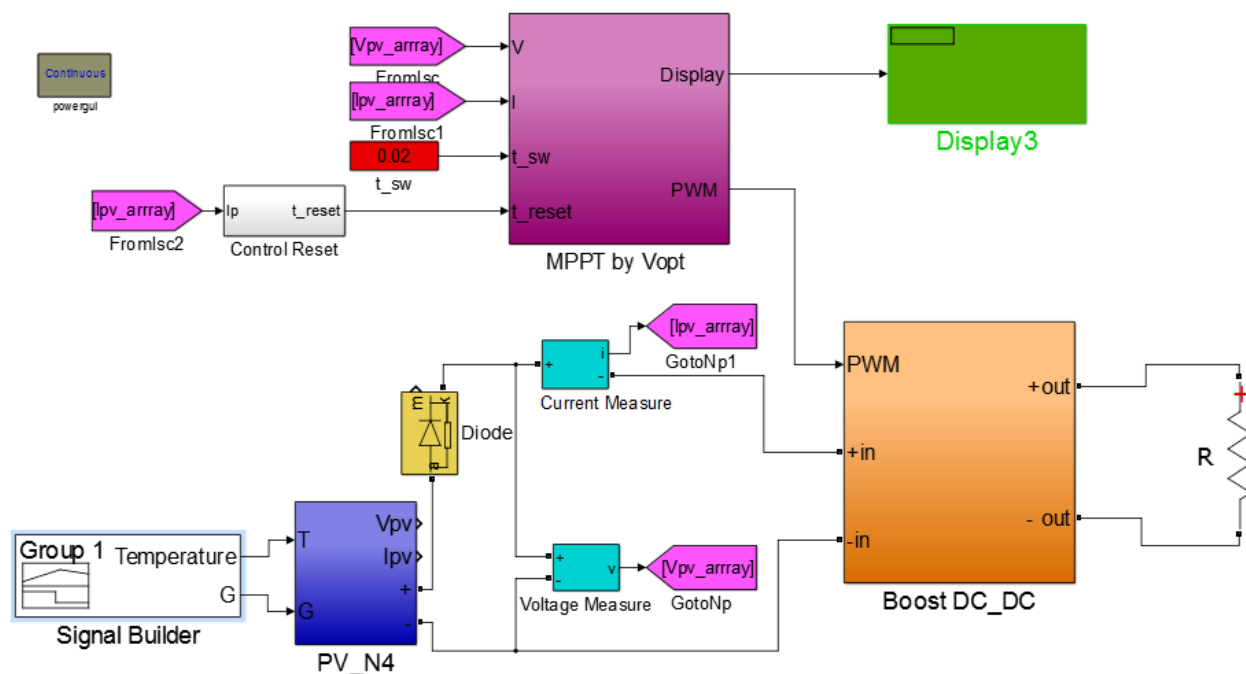 Continuous
powergui
[Vpv_arrray]
FromIsc
[Ipv_arrray]
FromIsc1
0.02
t_sw
[Ipv_arrray]
FromIsc2
Ip
t_reset
Control Reset
V
I
t_sw
t_reset
Display
PWM
MPPT by Vopt
Display3
[Ipv_arrray]
GotoNp1
+
i
-
Current Measure
m
k
a
Diode
PWM
+in
-in
+out
- out
Boost DC_DC
+
R
Group 1
Temperature
G
Signal Builder
T
G
Vpv
Ipv
+
-
PV_N4
+
-
v
Voltage Measure
[Vpv_arrray]
GotoNp